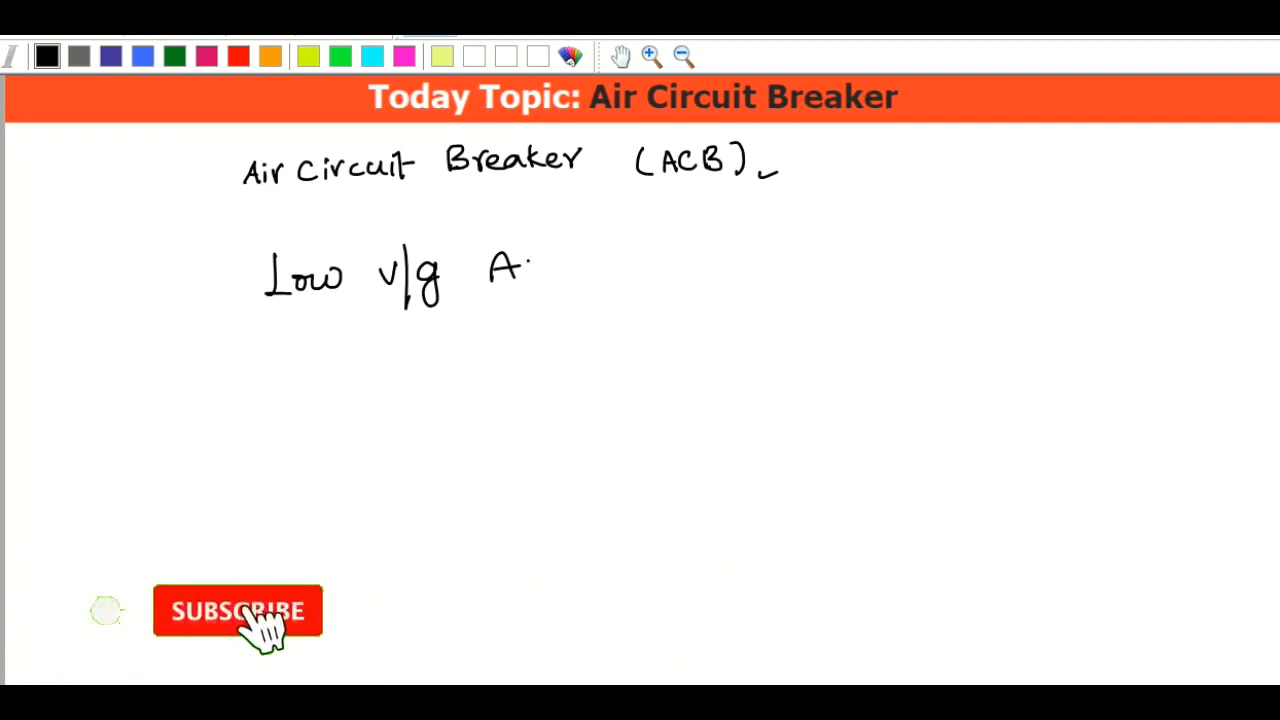 Today Topic: Air Circuit Breaker
Air Circuit Breaker (ACB)
Low v/g A
SUBSCRIBE